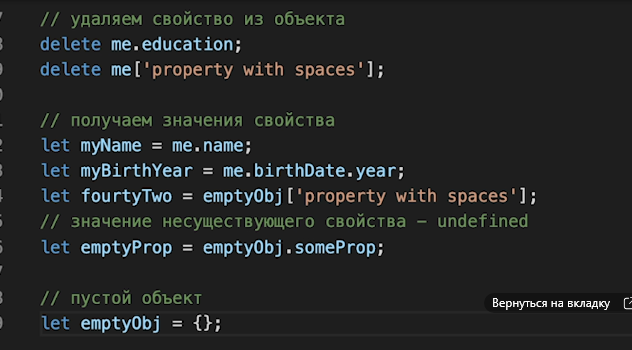 // удаляем свойство из объекта
delete me.education;
delete me['property with spaces'];
// получаем значения свойства
let myName = me.name;
let myBirthYear = me.birthDate.year;
let fourtyTwo = emptyObj['property with spaces'];
// значение несуществующего свойства – undefined
let emptyProp = emptyObj.someProp;
// пустой объект
Вернуться на вкладку
let emptyObj = {};